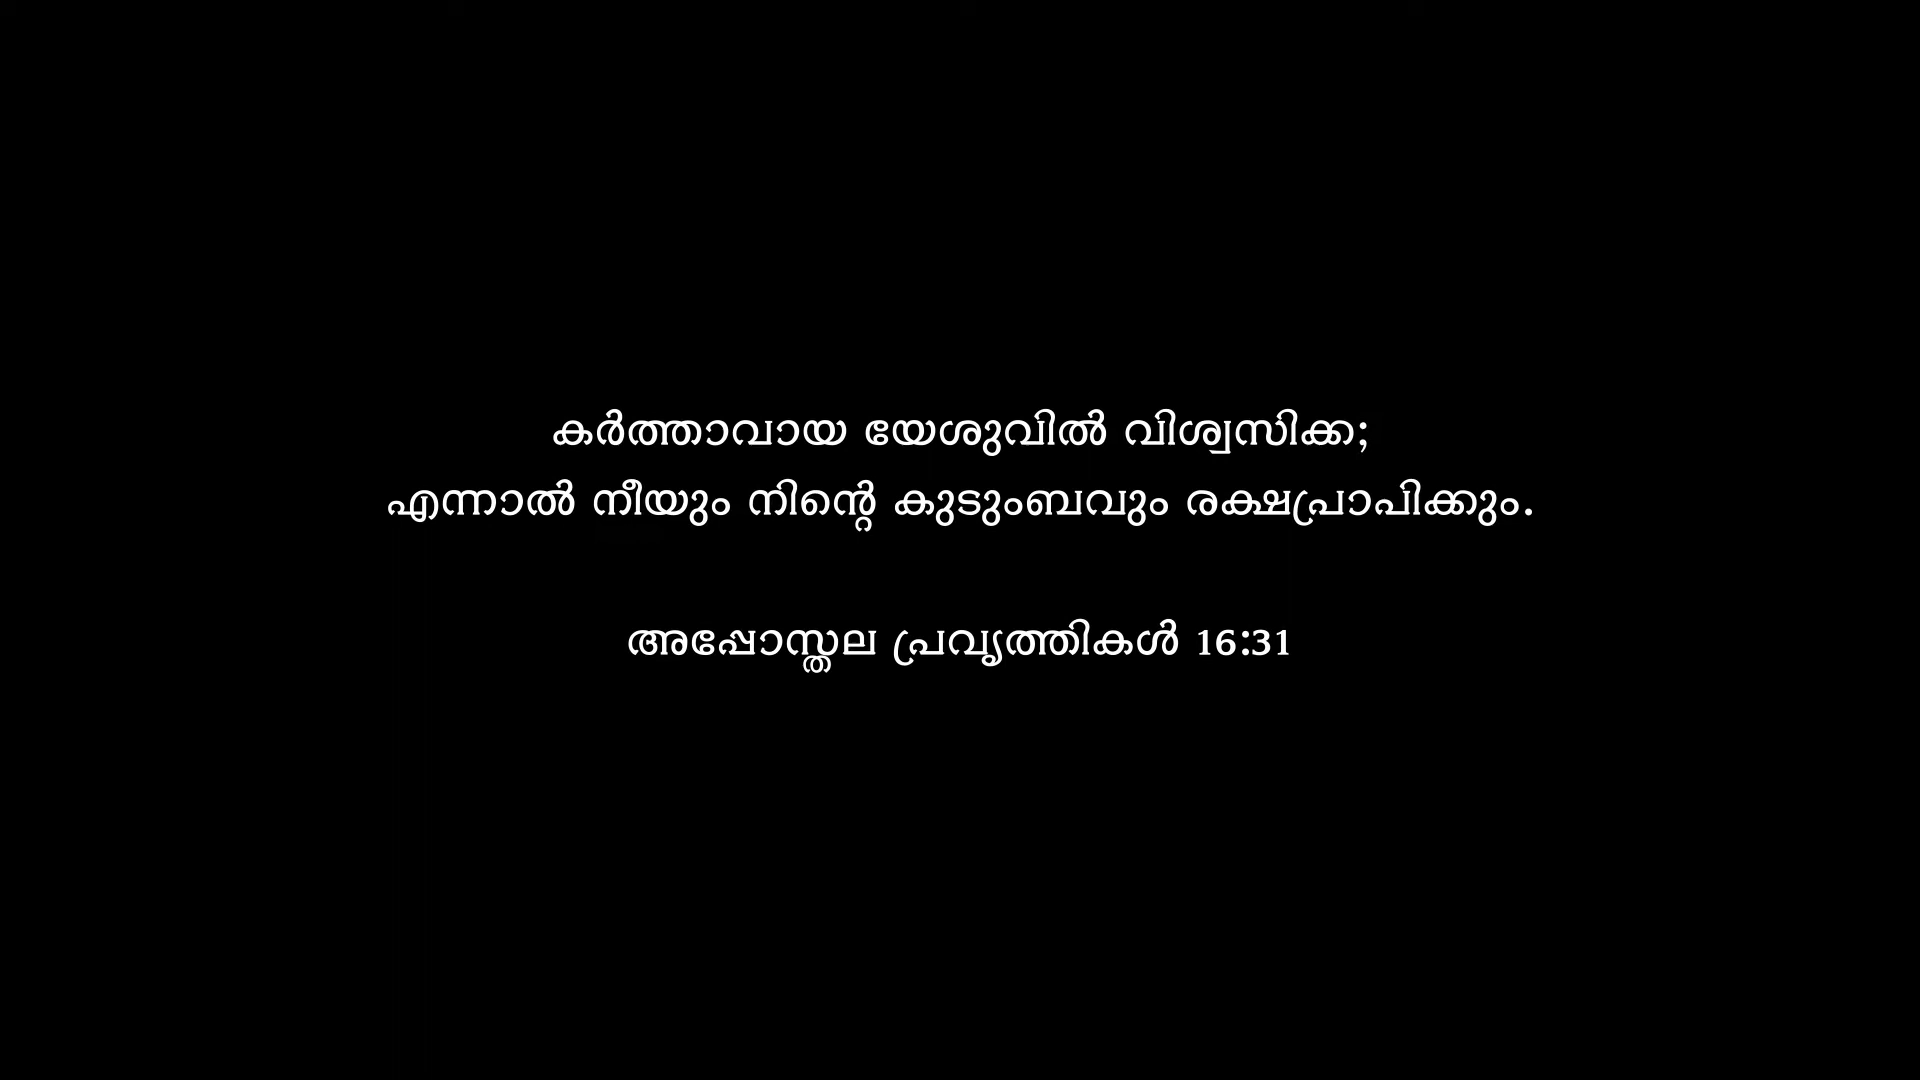 കർത്താവായ യേശുവിൽ വിശ്വസിക്ക;
എന്നാൽ നീയും നിന്റെ കുടുംബവും രക്ഷപ്രാപിക്കും.
അപ്പോസ്തല പ്രവൃത്തികൾ 16:31